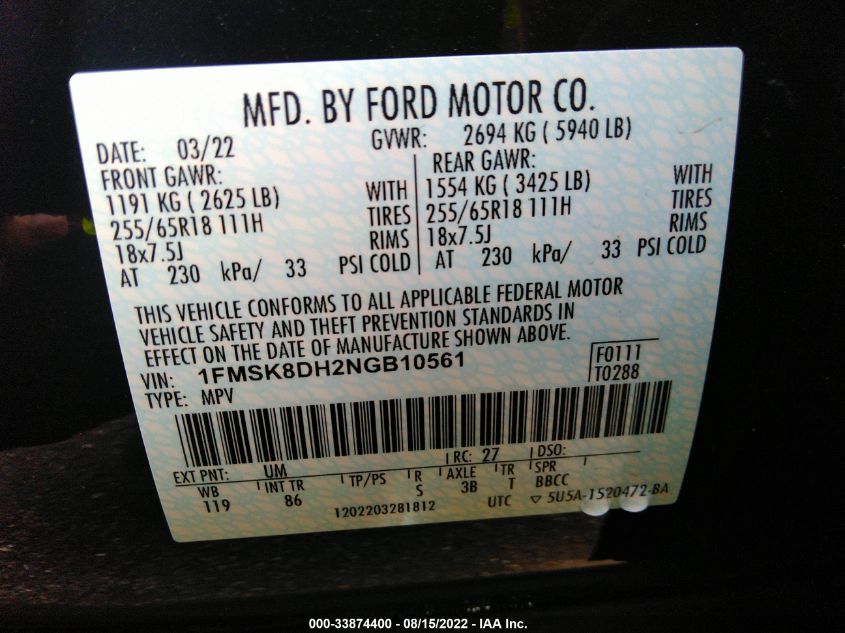 MFD. BY FORD MOTOR CO.
DATE: 03/22 GVWR: 2694 KG ( 5940 LB)
FRONT GAWR:
1191 KG ( 2625 LB) WITH
255/65R18 111H TIRES
18x7.5J RIMS
AT 230 kPa/ 33 PSI COLD
REAR GAWR:
1554 KG ( 3425 LB) WITH
255/65R18 111H TIRES
18x7.5J RIMS
AT 230 kPa/ 33 PSI COLD
THIS VEHICLE CONFORMS TO ALL APPLICABLE FEDERAL MOTOR
VEHICLE SAFETY AND THEFT PREVENTION STANDARDS IN
EFFECT ON THE DATE OF MANUFACTURE SHOWN ABOVE.
VIN: 1FMSK8DH2NGB10561
TYPE: MPV
F0111
T0288
EXT PNT: UM RC: 27 DSO:
WB INT TR TP/PS R AXLE TR SPR
119 86 S 3B T BBCC
1202203281812 UTC ▽ 5U5A-1520472-BA
000-33874400 - 08/15/2022 - IAA Inc.